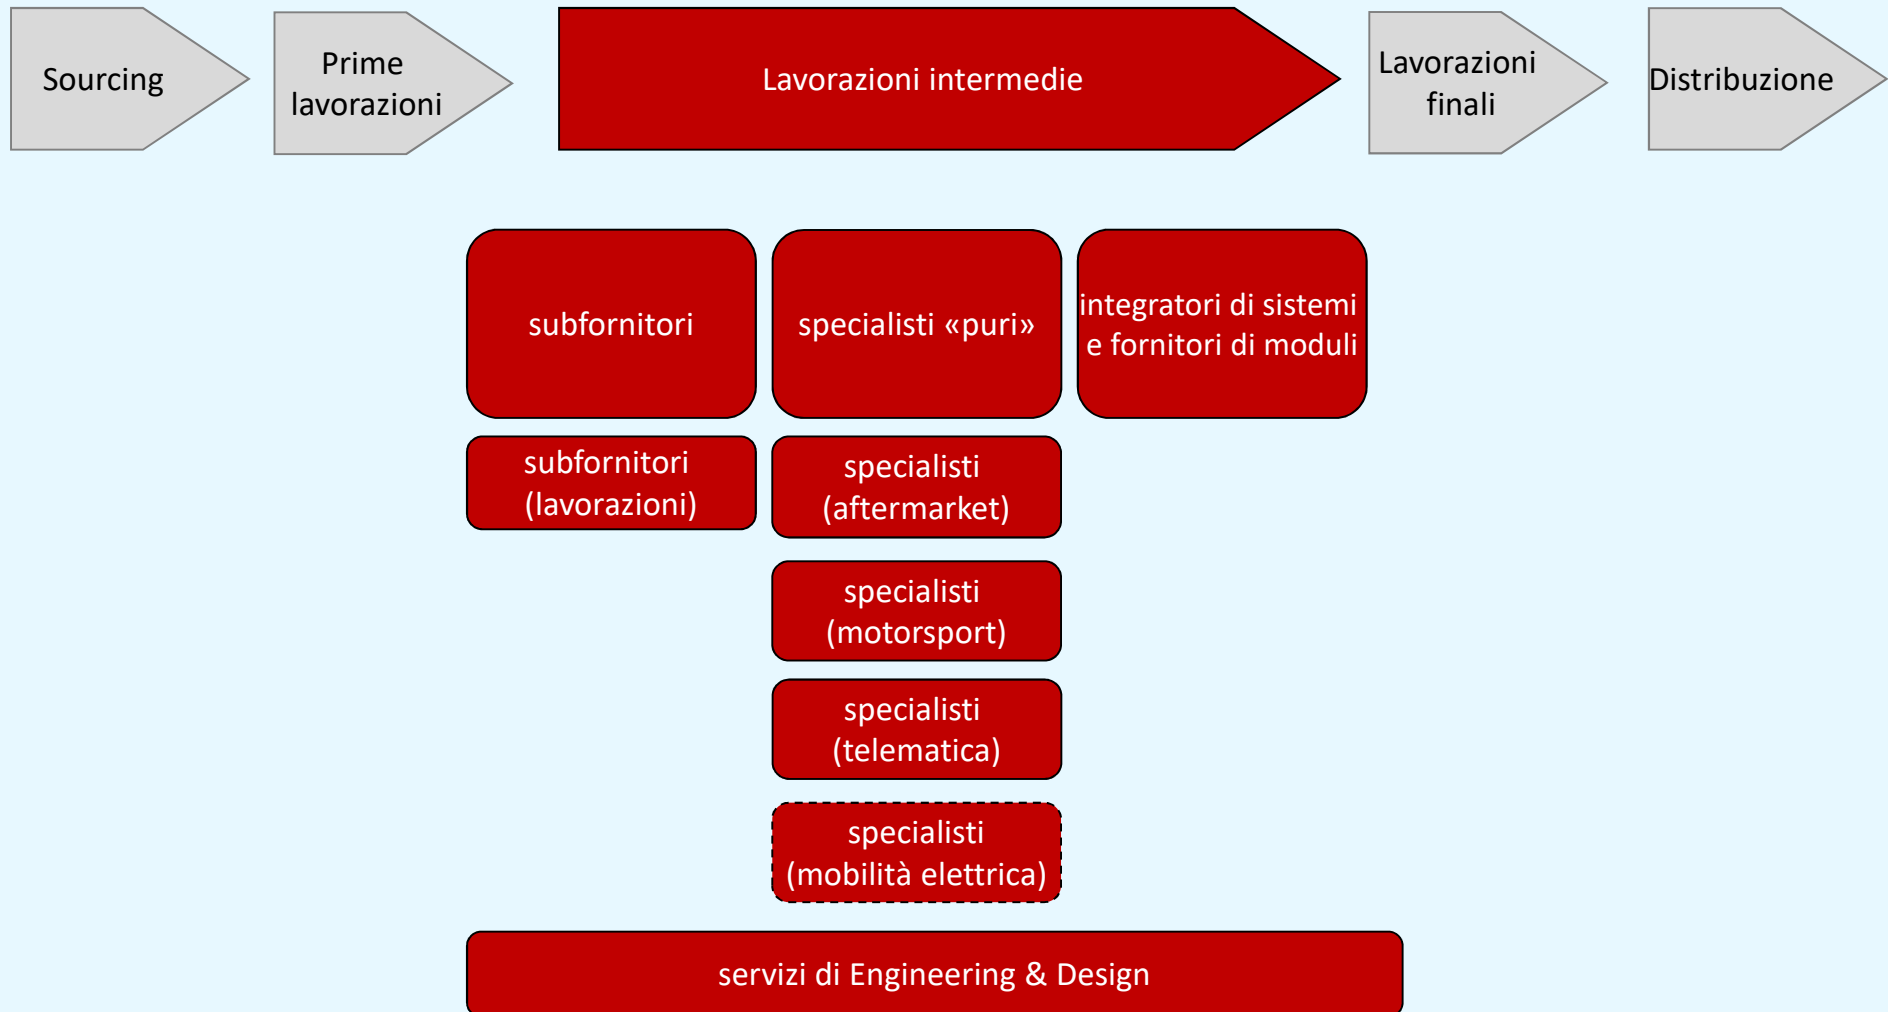 Sourcing
Prime
lavorazioni
Lavorazioni intermedie
Lavorazioni
finali
Distribuzione
subfornitori
specialisti «puri»
integratori di sistemi
e fornitori di moduli
subfornitori
(lavorazioni)
specialisti
(aftermarket)
specialisti
(motorsport)
specialisti
(telematica)
specialisti
(mobilità elettrica)
servizi di Engineering & Design